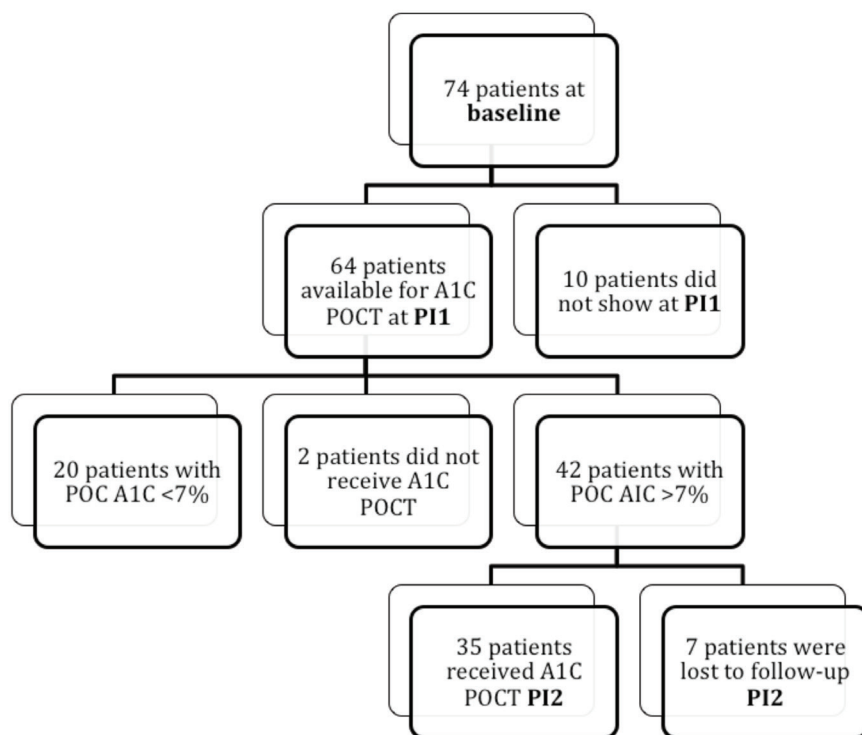 74 patients at
baseline
64 patients
available for A1C
POCT at PI1
10 patients did
not show at PI1
20 patients with
POC A1C <7%
2 patients did not
receive A1C
POCT
42 patients with
POC AIC >7%
35 patients
received A1C
POCT PI2
7 patients were
lost to follow-up
PI2